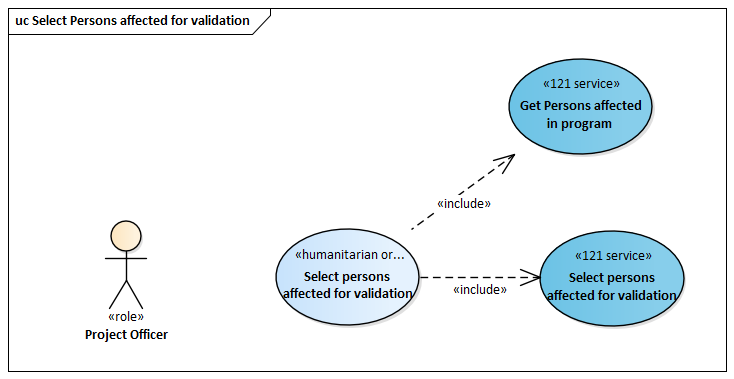 uc Select Persons affected for validation
«121 service»
Get Persons affected
in program
«include»
«humanitarian or...
Select persons
affected for validation
«include»
«121 service»
Select persons
affected for validation
«role»
Project Officer